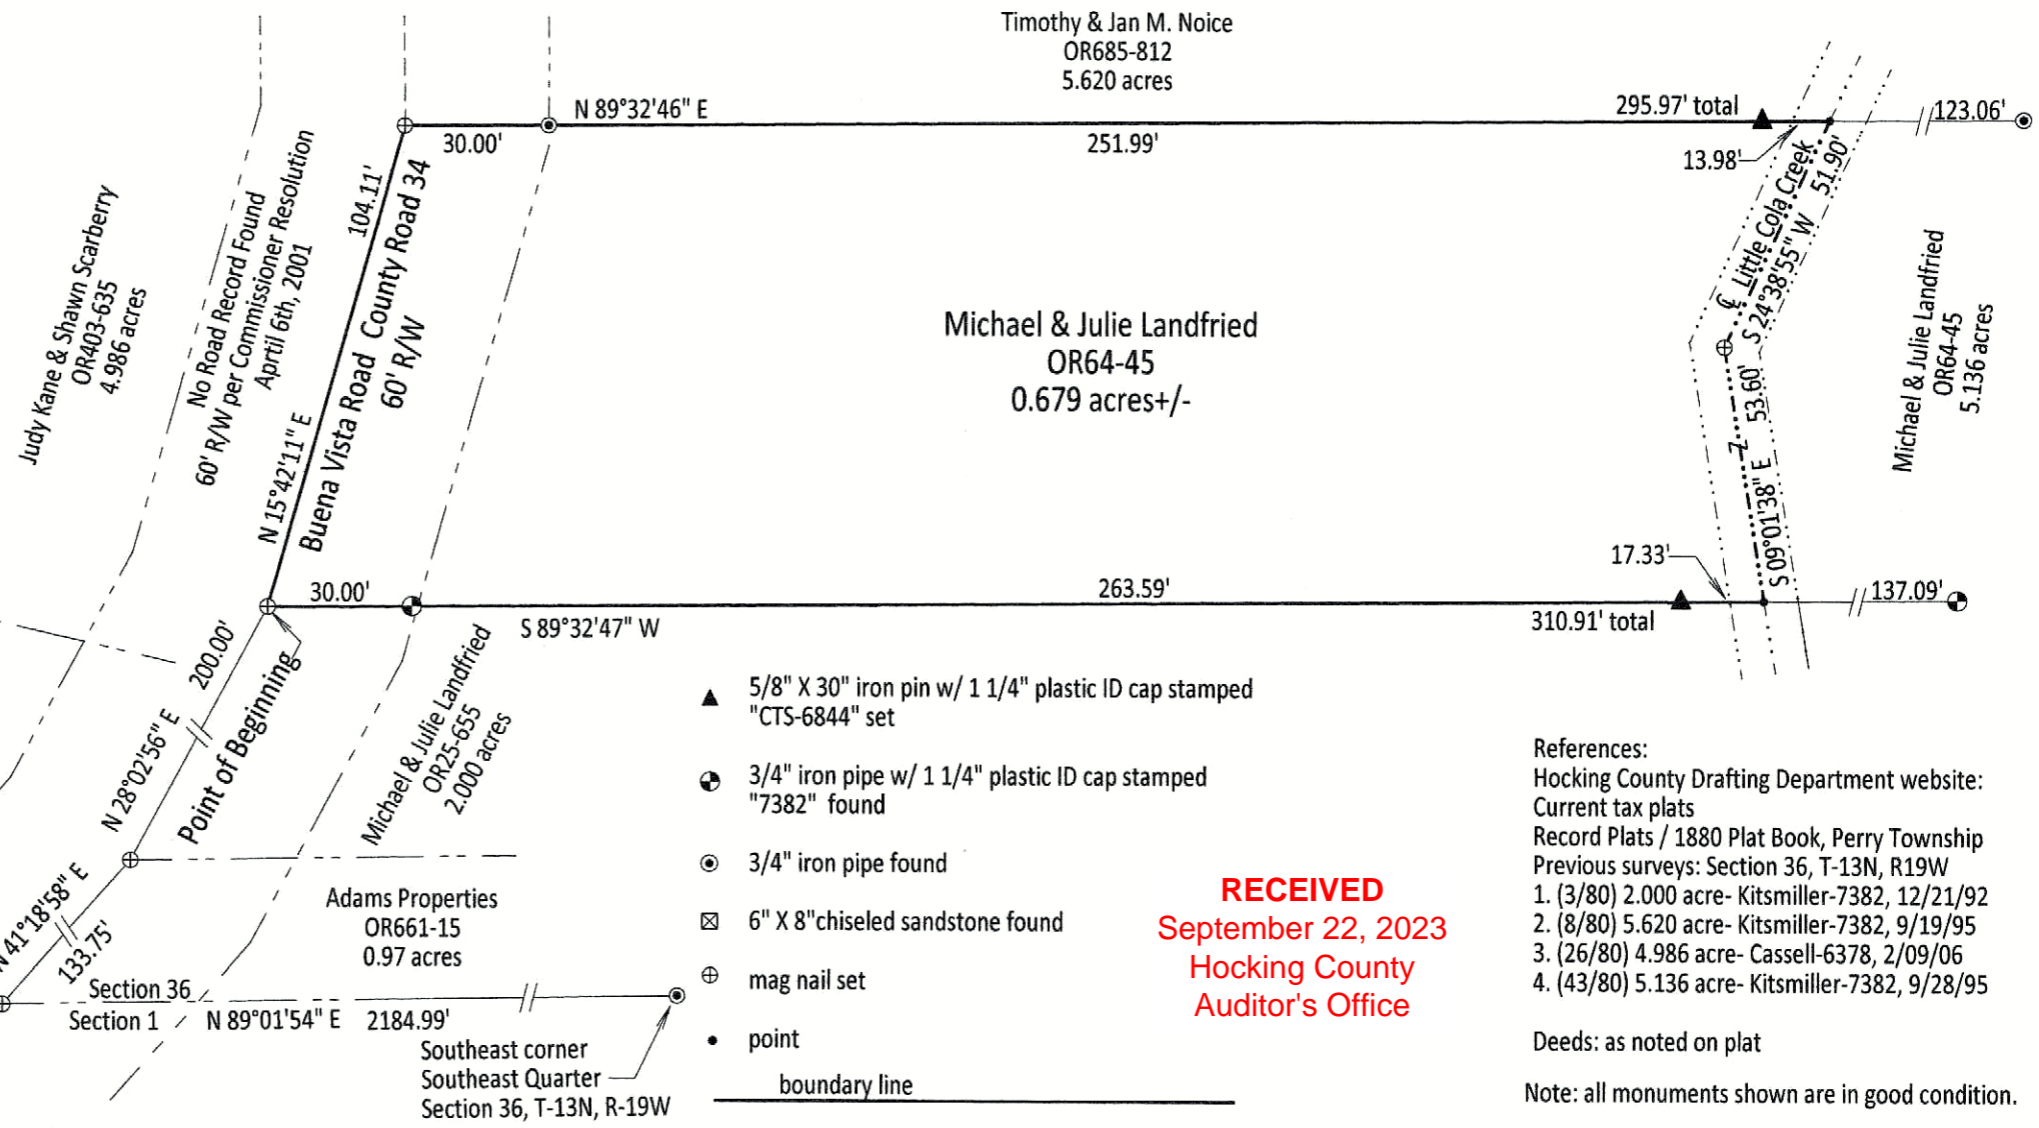 Timothy & Jan M. Noice
OR685-812
5.620 acres
N 89°32'46" E
30.00'
251.99'
295.97' total
13.98'
123.06'
104.11'
N 15°42'11" E
Buena Vista Road County Road 34
60' R/W
No Road Record Found
60' R/W per Commissioner Resolution
Aprtil 6th, 2001
Judy Kane & Shawn Scarberry
OR403-635
4.986 acres
Michael & Julie Landfried
OR64-45
0.679 acres+/-
℄ Little Cola Creek
S 24°38'55" W 51.90'
S 09°01'38" E 53.60'
Z
Michael & Julie Landfried
OR64-45
5.136 acres
30.00'
S 89°32'47" W
263.59'
17.33'
310.91' total
137.09'
200.00'
N 28°02'56" E
Point of Beginning
Michael & Julie Landfried
OR25-655
2.000 acres
N 41°18'58" E
133.75'
Adams Properties
OR661-15
0.97 acres
Section 36
Section 1
N 89°01'54" E 2184.99'
Southeast corner
Southeast Quarter
Section 36, T-13N, R-19W
5/8" X 30" iron pin w/ 1 1/4" plastic ID cap stamped
"CTS-6844" set
3/4" iron pipe w/ 1 1/4" plastic ID cap stamped
"7382" found
3/4" iron pipe found
6" X 8"chiseled sandstone found
mag nail set
point
boundary line
RECEIVED
September 22, 2023
Hocking County
Auditor's Office
References:
Hocking County Drafting Department website:
Current tax plats
Record Plats / 1880 Plat Book, Perry Township
Previous surveys: Section 36, T-13N, R19W
1. (3/80) 2.000 acre- Kitsmiller-7382, 12/21/92
2. (8/80) 5.620 acre- Kitsmiller-7382, 9/19/95
3. (26/80) 4.986 acre- Cassell-6378, 2/09/06
4. (43/80) 5.136 acre- Kitsmiller-7382, 9/28/95
Deeds: as noted on plat
Note: all monuments shown are in good condition.